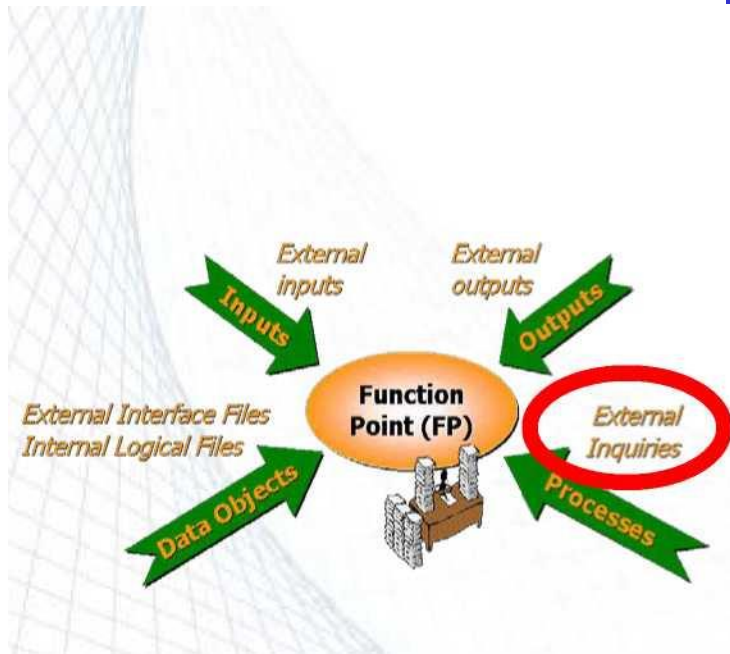 External
inputs
External
outputs
Inputs
Outputs
Function
Point (FP)
External Interface Files
Internal Logical Files
External
Inquiries
Data Objects
Processes